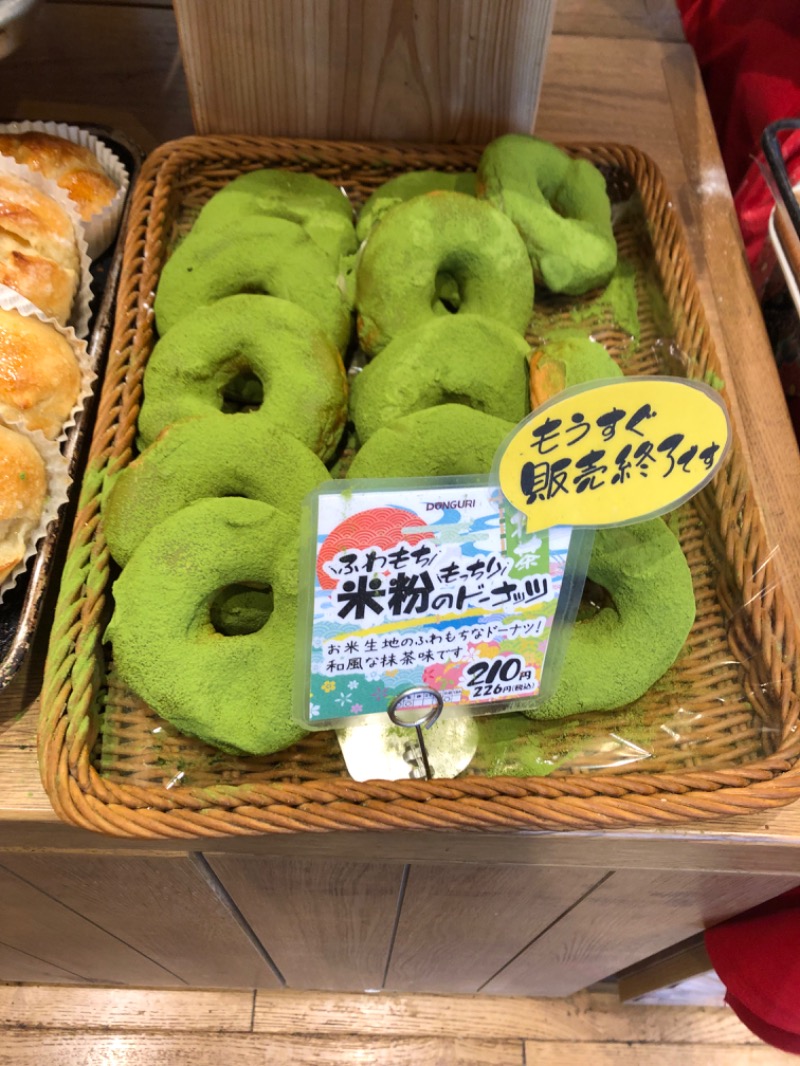 もうすぐ
販売終了です
DONGURI
抹茶
ふわもち
もっちり
米粉のドーナツ
お米生地のふわもちなドーナツ!
和風な抹茶味です
210円
226円(税込)